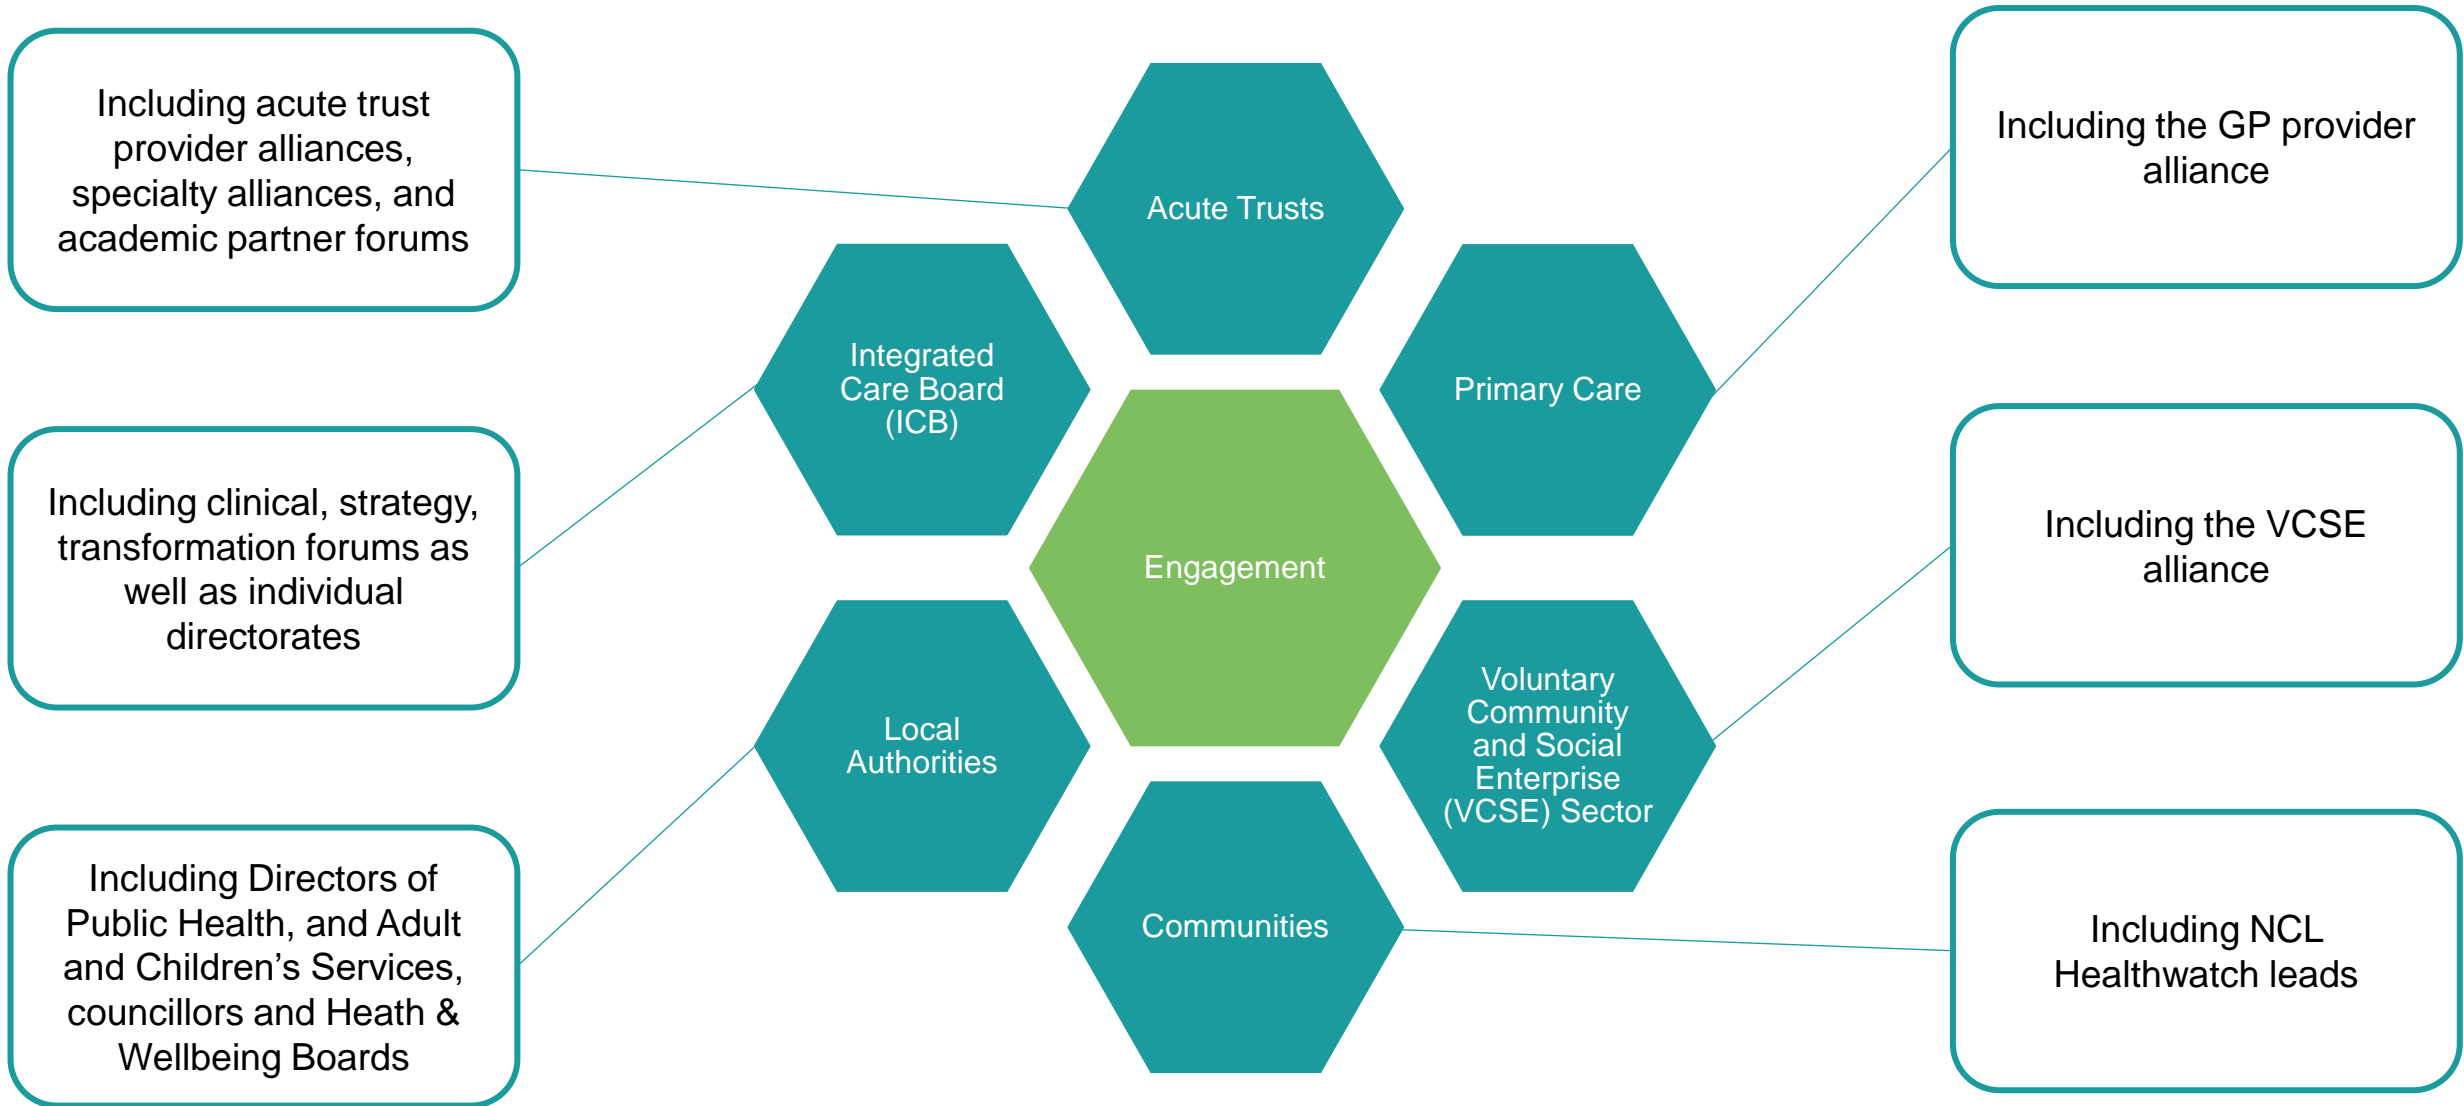 Including acute trust
provider alliances,
specialty alliances, and
academic partner forums
Acute Trusts
Including the GP provider
alliance
Integrated
Care Board
(ICB)
Primary Care
Including clinical, strategy,
transformation forums as
well as individual
directorates
Engagement
Including the VCSE
alliance
Local
Authorities
Voluntary
Community
and Social
Enterprise
(VCSE) Sector
Including Directors of
Public Health, and Adult
and Children’s Services,
councillors and Heath &
Wellbeing Boards
Communities
Including NCL
Healthwatch leads